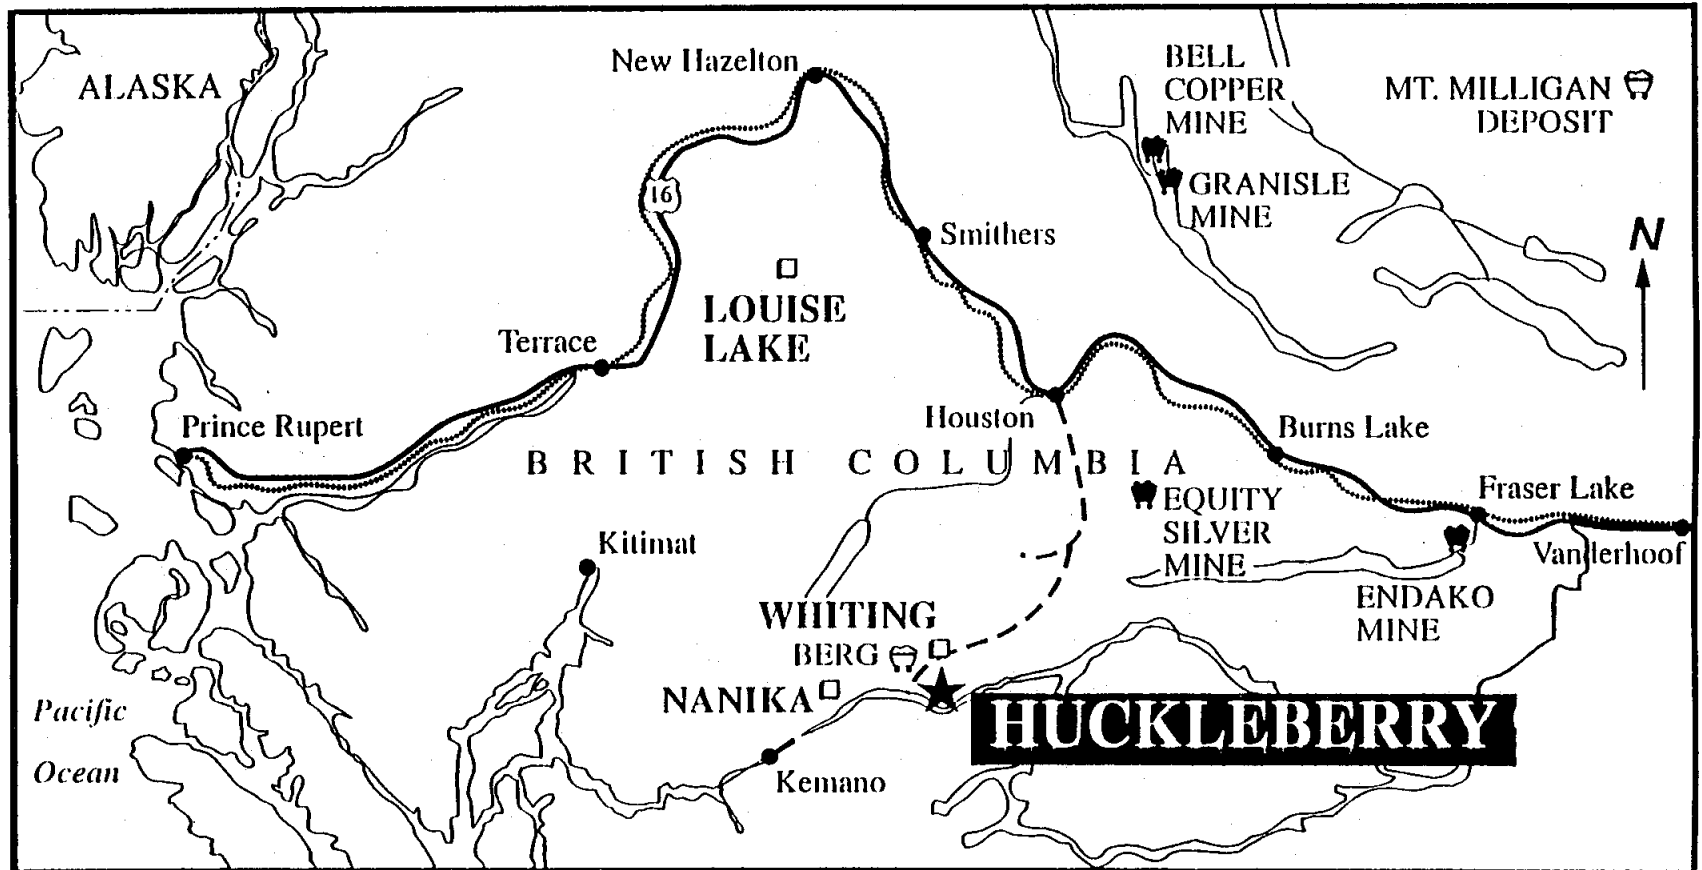 New Hazelton
BELL
COPPER
MINE
ALASKA
MT. MILLIGAN
DEPOSIT
GRANISLE
MINE
16
Smithers
N
LOUISE
LAKE
Terrace
Houston
Prince Rupert
Burns Lake
BRITISH COLUMBIA
EQUITY
SILVER
MINE
Fraser Lake
Vanderhoof
Kitimat
ENDAKO
MINE
WHITING
BERG
NANIKA
HUCKLEBERRY
Pacific
Ocean
Kemano